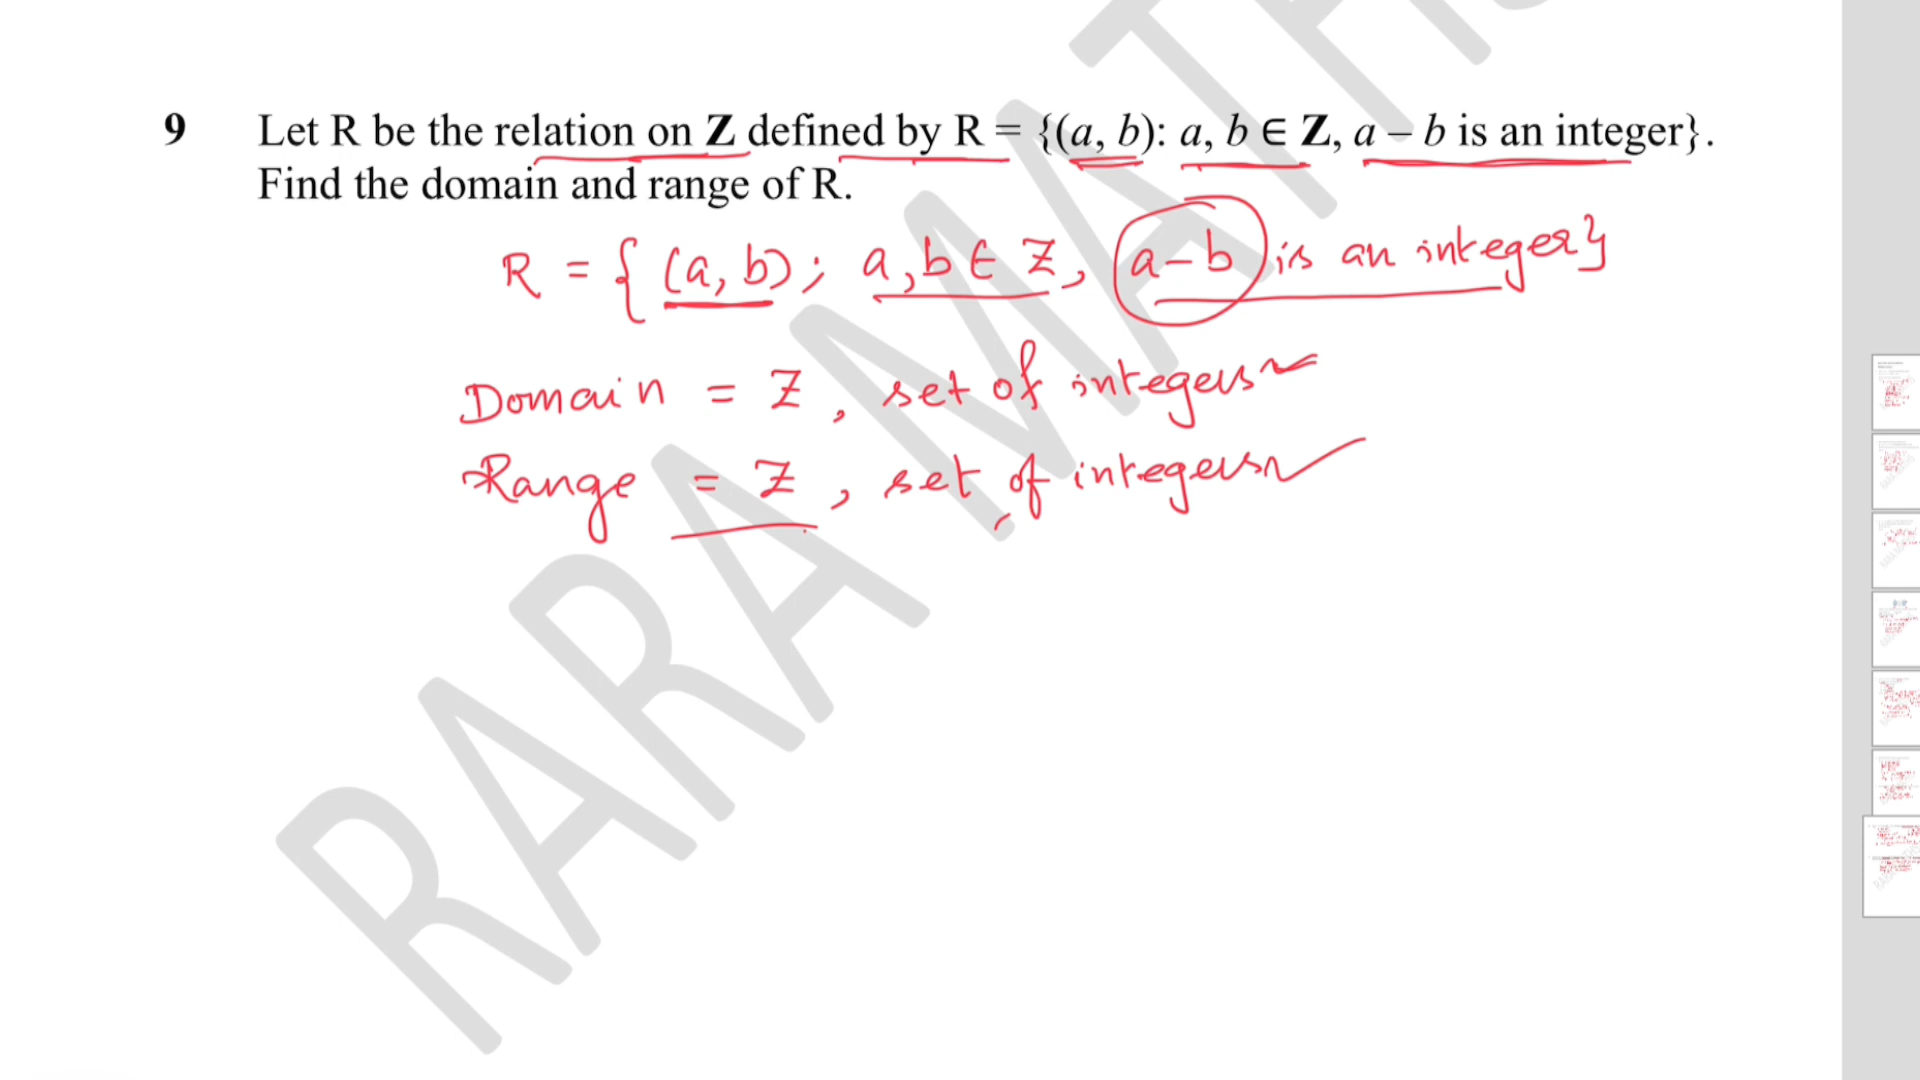 9 Let R be the relation on Z defined by R = {(a, b): a, b ∈ Z, a – b is an integer}.
Find the domain and range of R.
R = { (a, b); a, b ∈ Z, a-b is an integer}
Domain = Z, set of integers
Range = Z, set of integers
RARA MATHS